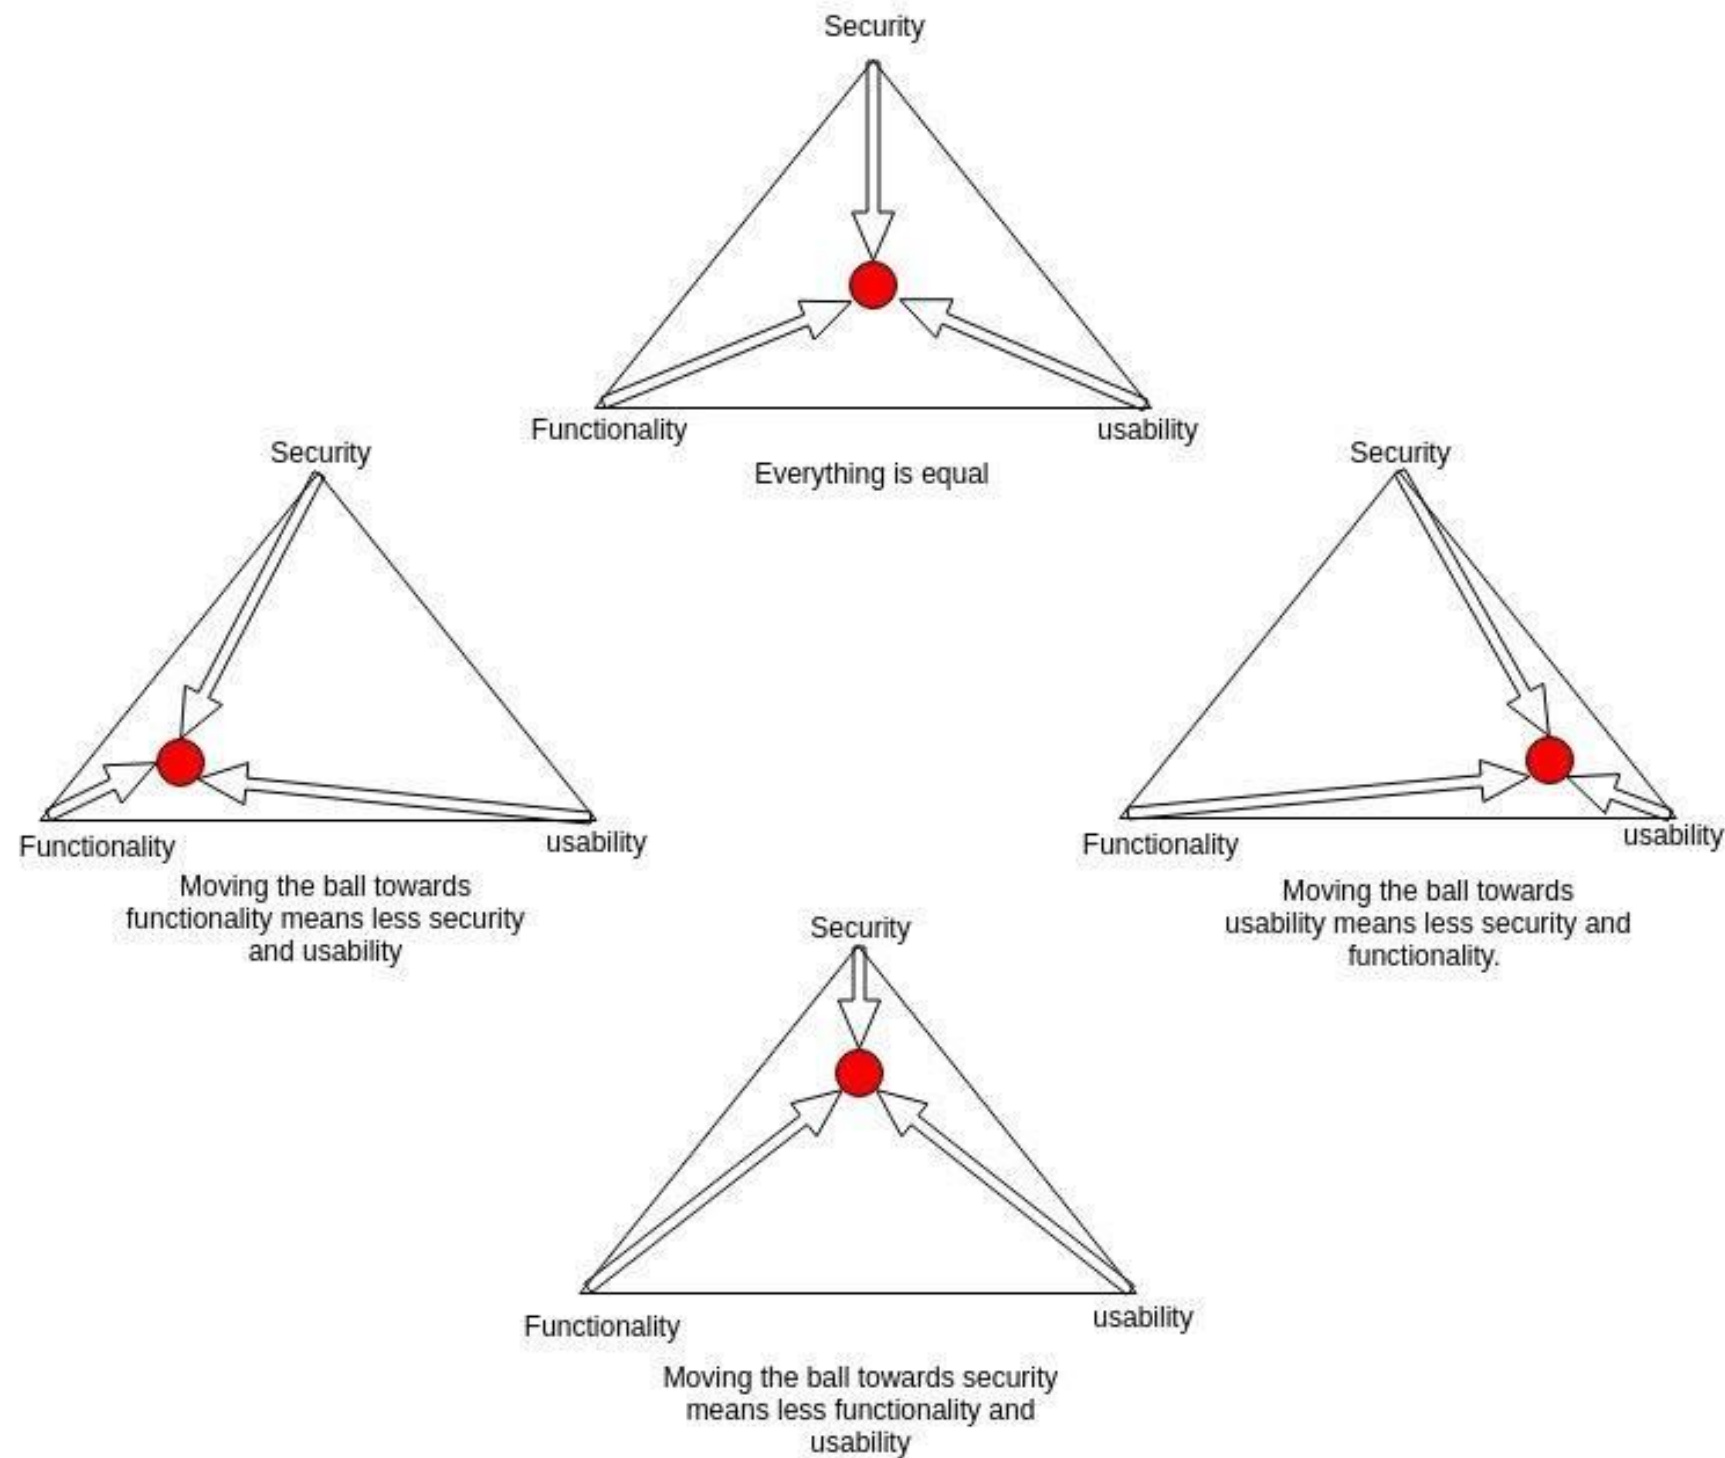 Security
Functionality
usability
Everything is equal
Security
Functionality
usability
Moving the ball towards
functionality means less security
and usability
Security
Functionality
usability
Moving the ball towards
usability means less security and
functionality.
Security
Functionality
usability
Moving the ball towards security
means less functionality and
usability